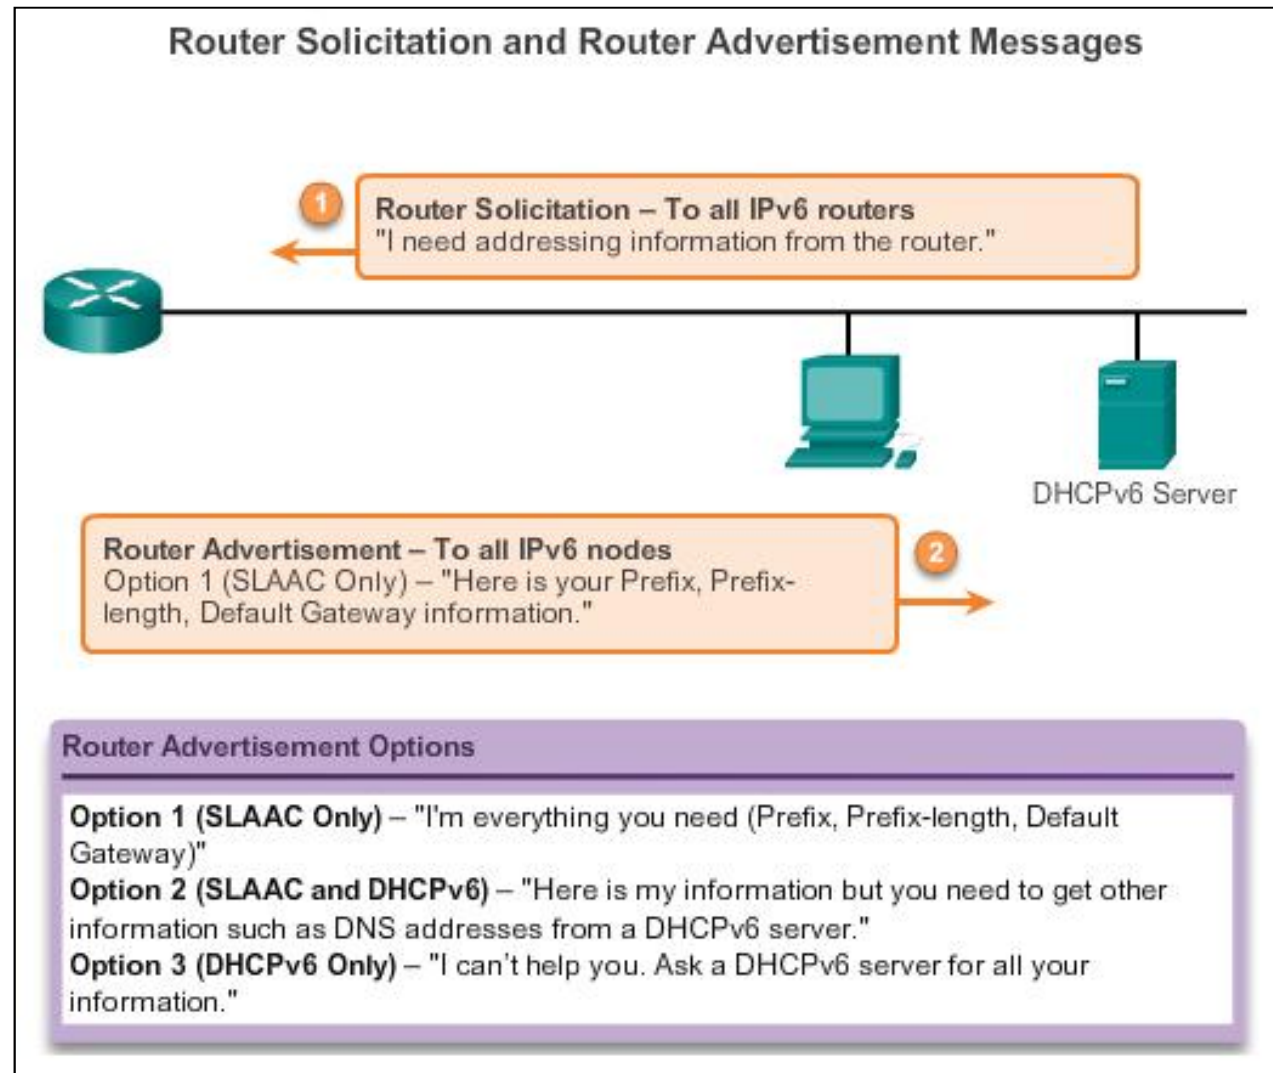 Router Solicitation and Router Advertisement Messages
1
Router Solicitation – To all IPv6 routers
"I need addressing information from the router."
DHCPv6 Server
Router Advertisement – To all IPv6 nodes
Option 1 (SLAAC Only) – "Here is your Prefix, Prefix-
length, Default Gateway information."
2
Router Advertisement Options
Option 1 (SLAAC Only) – "I'm everything you need (Prefix, Prefix-length, Default
Gateway)"
Option 2 (SLAAC and DHCPv6) – "Here is my information but you need to get other
information such as DNS addresses from a DHCPv6 server."
Option 3 (DHCPv6 Only) – "I can't help you. Ask a DHCPv6 server for all your
information."